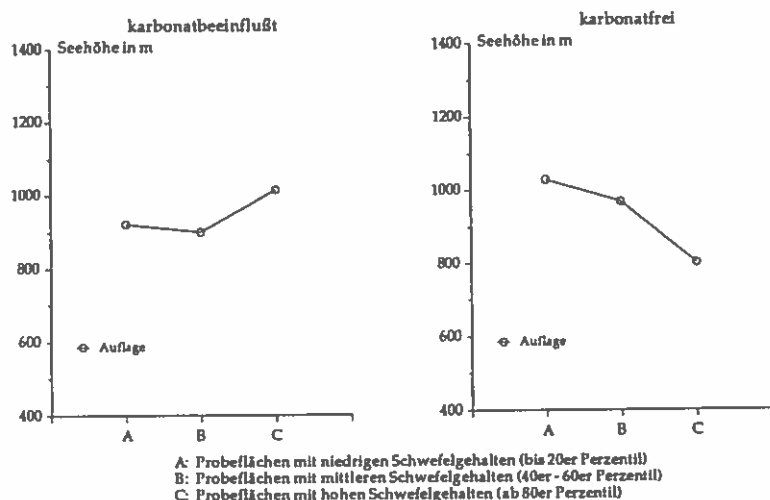 karbonatbeeinflußt
Seehöhe in m
1400
1200
1000
800
600
400
Auflage
A B C
karbonatfrei
Seehöhe in m
1400
1200
1000
800
600
400
Auflage
A B C
A: Probeflächen mit niedrigen Schwefelgehalten (bis 20er Perzentil)
B: Probeflächen mit mittleren Schwefelgehalten (40er - 60er Perzentil)
C: Probeflächen mit hohen Schwefelgehalten (ab 80er Perzentil)